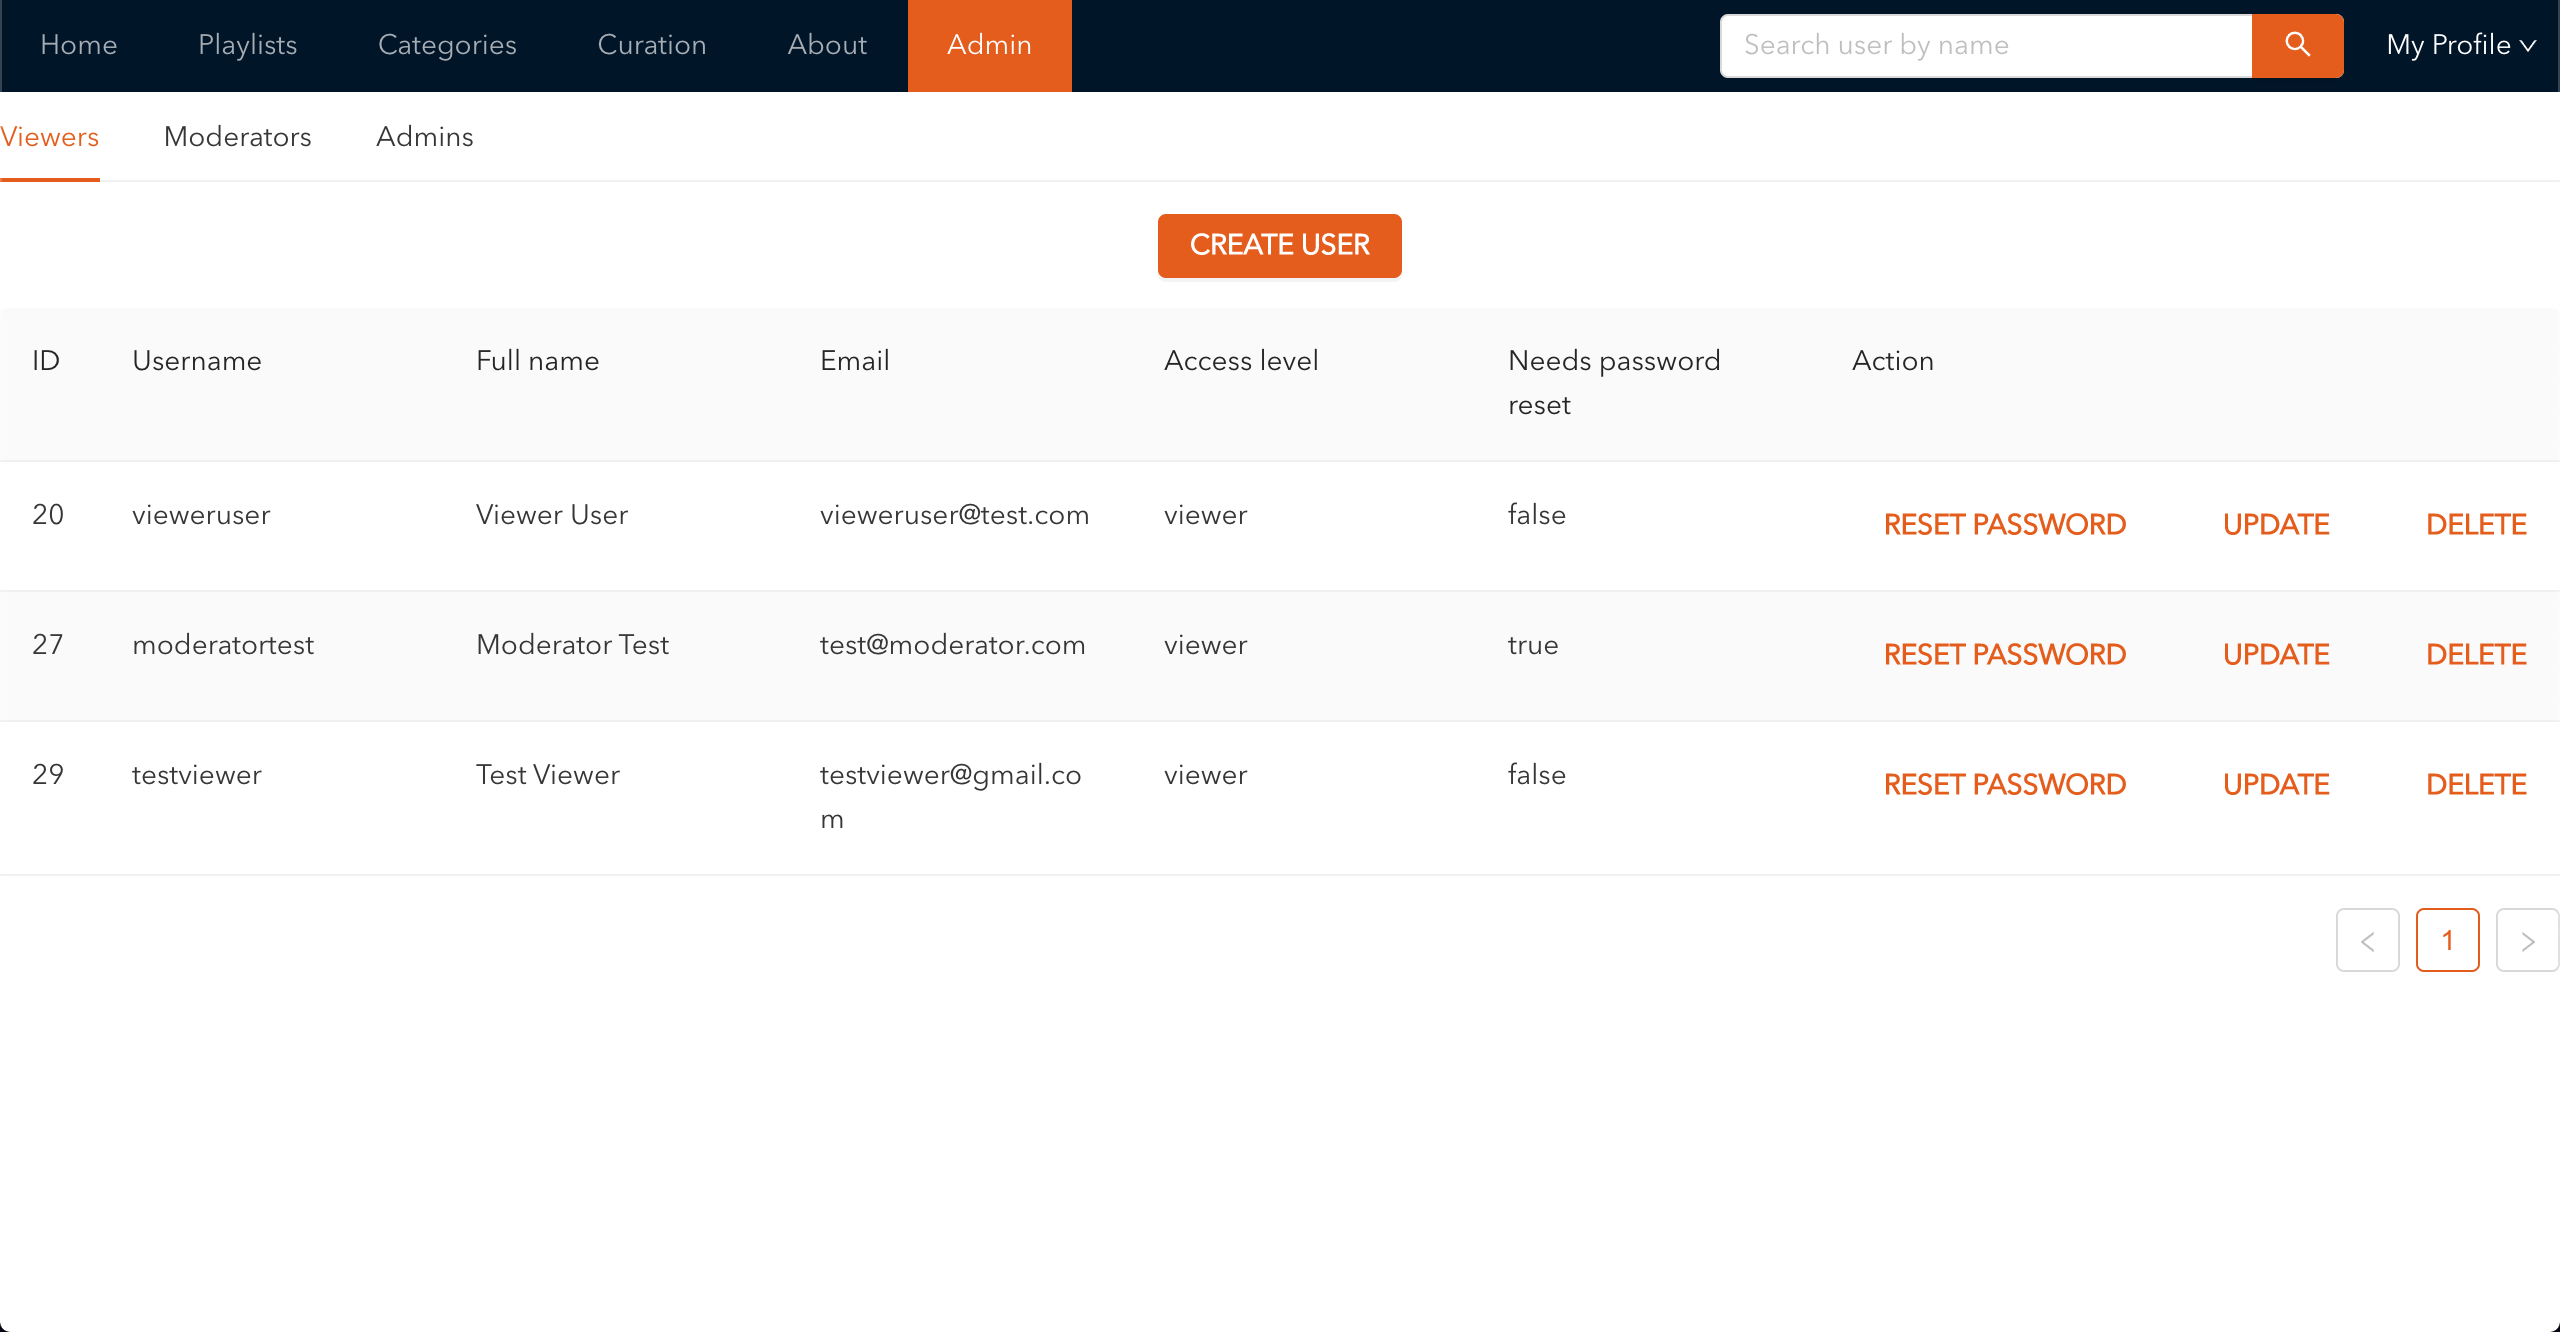 Home Playlists Categories Curation About Admin Search user by name My Profile
Viewers Moderators Admins
CREATE USER
ID Username Full name Email Access level Needs password reset Action
20 vieweruser Viewer User vieweruser@test.com viewer false RESET PASSWORD UPDATE DELETE
27 moderatortest Moderator Test test@moderator.com viewer true RESET PASSWORD UPDATE DELETE
29 testviewer Test Viewer testviewer@gmail.co viewer false RESET PASSWORD UPDATE DELETE
m
1